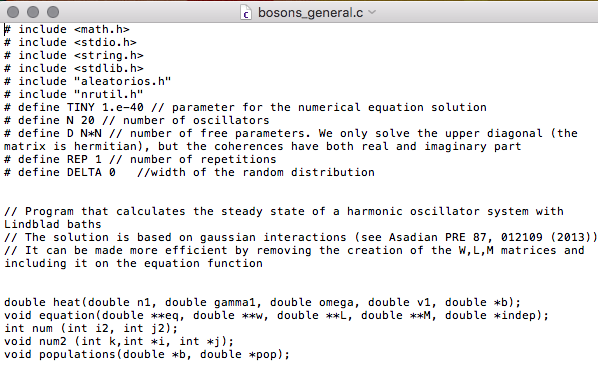 bosons_general.c
# include <math.h>
# include <stdio.h>
# include <string.h>
# include <stdlib.h>
# include "aleatorios.h"
# include "nrutil.h"
# define TINY 1.e-40 // parameter for the numerical equation solution
# define N 20 // number of oscillators
# define D N*N // number of free parameters. We only solve the upper diagonal (the
matrix is hermitian), but the coherences have both real and imaginary part
# define REP 1 // number of repetitions
# define DELTA 0   //width of the random distribution
// Program that calculates the steady state of a harmonic oscillator system with
Lindblad baths
// The solution is based on gaussian interactions (see Asadian PRE 87, 012109 (2013))
// It can be made more efficient by removing the creation of the W,L,M matrices and
including it on the equation function
double heat(double n1, double gamma1, double omega, double v1, double *b);
void equation(double **eq, double **w, double **L, double **M, double *indep);
int num (int i2, int j2);
void num2 (int k,int *i, int *j);
void populations(double *b, double *pop);